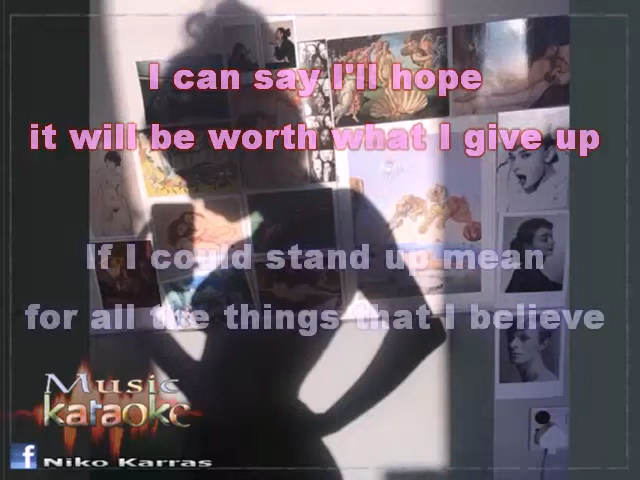 I can say I'll hope
it will be worth what I give up
If I could stand up mean
for all the things that I believe
Music
karaoke
f Niko Karras